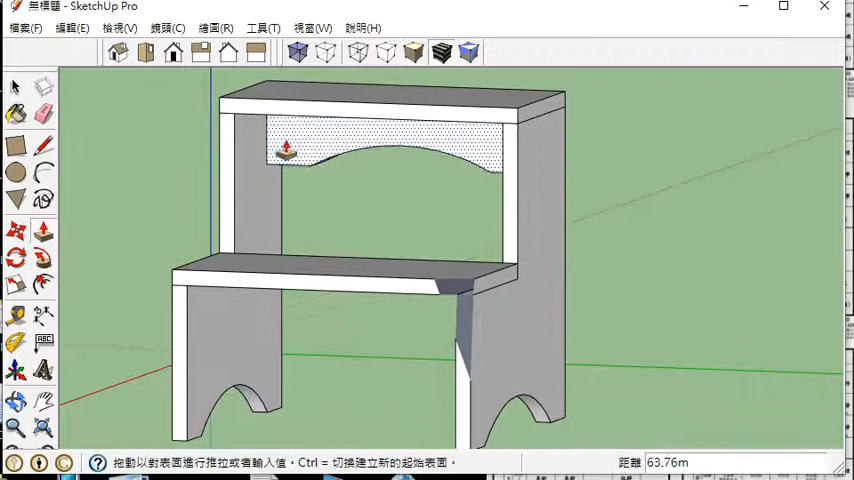 無標題 - SketchUp Pro
檔案(F) 編輯(E) 檢視(V) 鏡頭(C) 繪圖(R) 工具(T) 視窗(W) 說明(H)
ABC
拖動以對表面進行推拉或者輸入值。Ctrl = 切換建立新的起始表面。 距離 63.76m